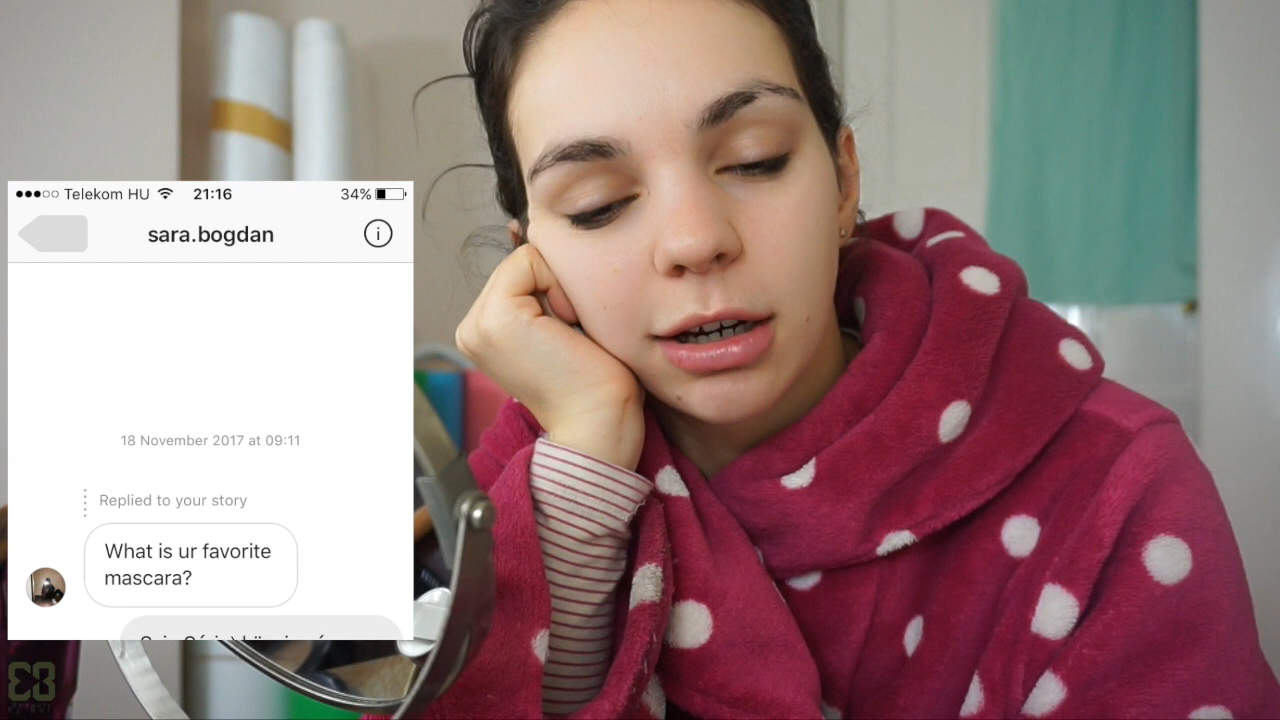 Telekom HU 21:16 34%
sara.bogdan
18 November 2017 at 09:11
Replied to your story
What is ur favorite
mascara?